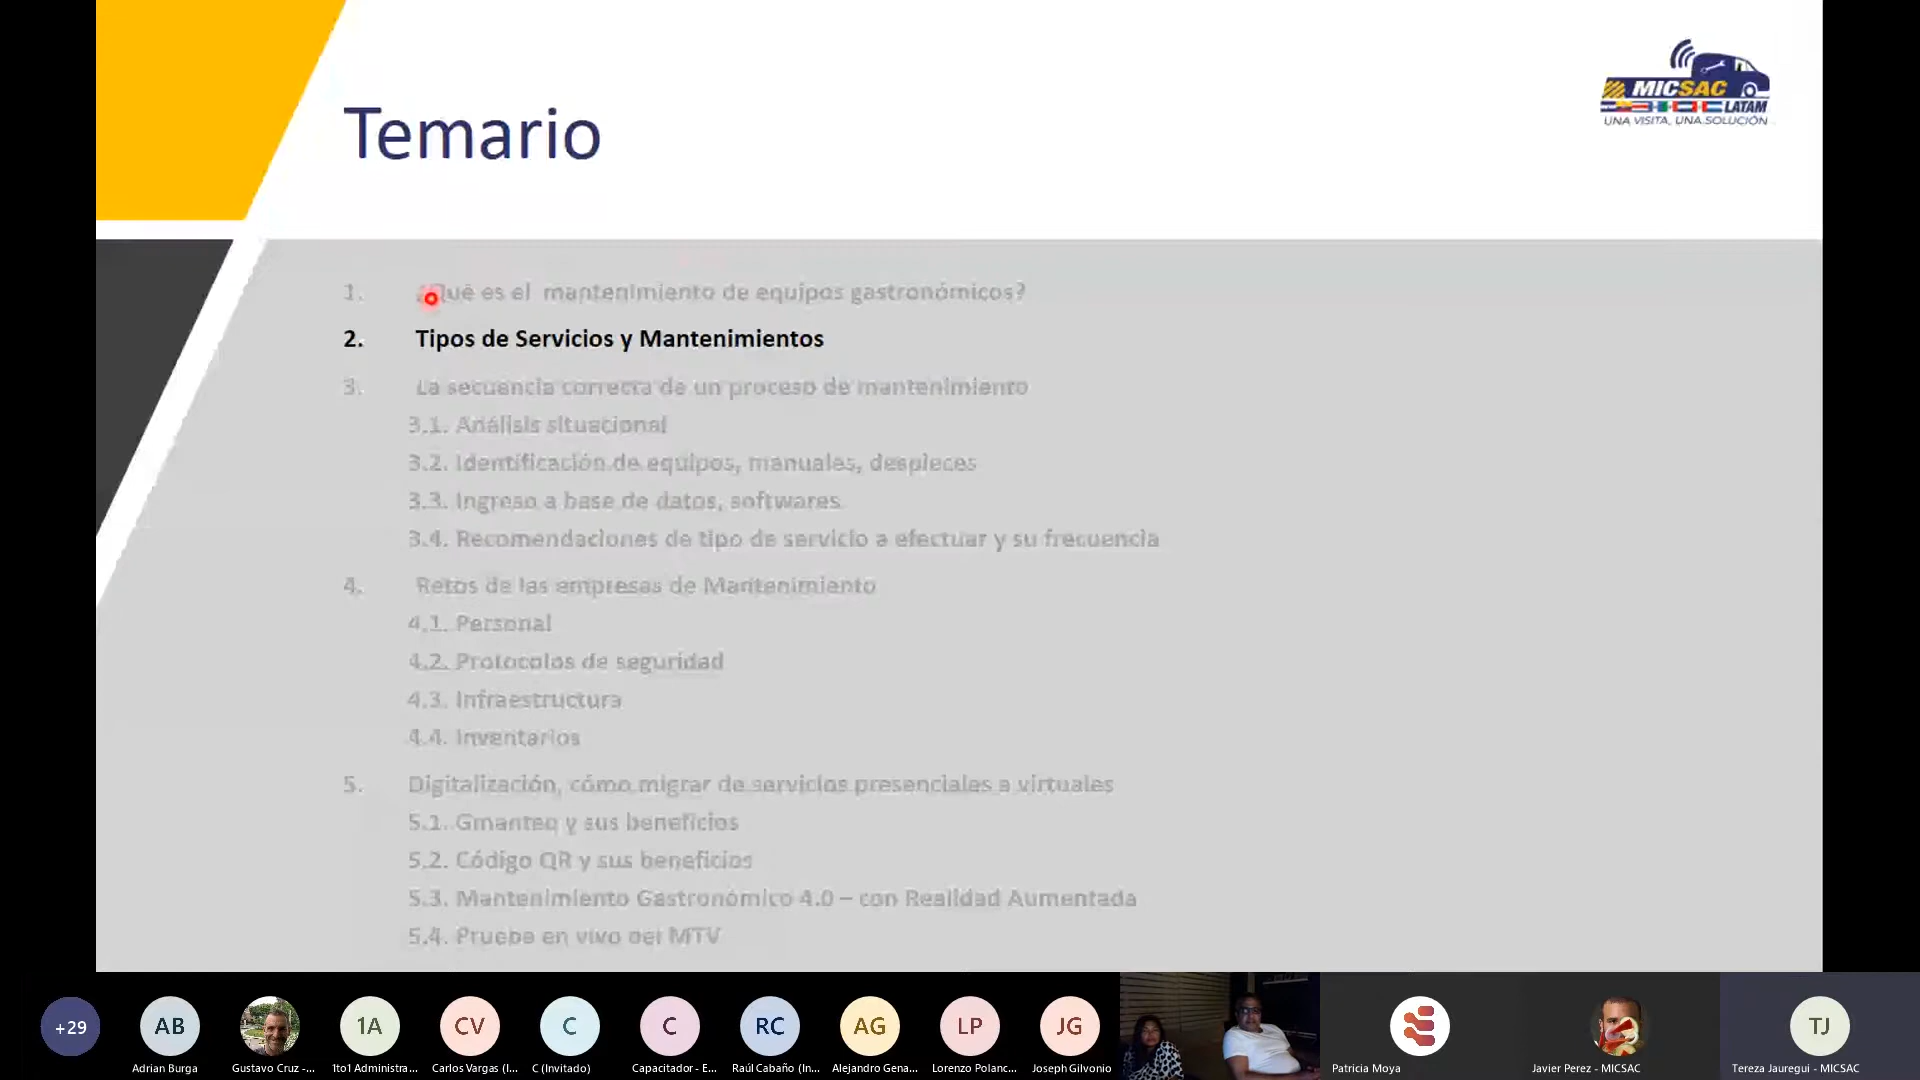 Temario
MICSAC
LATAM
UNA VISITA, UNA SOLUCIÓN
1. ¿Qué es el mantenimiento de equipos gastronómicos?
2. Tipos de Servicios y Mantenimientos
3. La secuencia correcta de un proceso de mantenimiento
3.1. Análisis situacional
3.2. Identificación de equipos, manuales, despieces
3.3. Ingreso a base de datos, softwares
3.4. Recomendaciones de tipo de servicio a efectuar y su frecuencia
4. Retos de las empresas de Mantenimiento
4.1. Personal
4.2. Protocolos de seguridad
4.3. Infraestructura
4.4. Inventarios
5. Digitalización, cómo migrar de servicios presenciales a virtuales
5.1. Gmanteq y sus beneficios
5.2. Código QR y sus beneficios
5.3. Mantenimiento Gastronómico 4.0 – con Realidad Aumentada
5.4. Prueba en vivo del MTV
+29 AB 1A CV C C RC AG LP JG TJ
Adrian Burga Gustavo Cruz -... 1to1 Administra... Carlos Vargas (I... C (Invitado) Capacitador - E... Raúl Cabaño (In... Alejandro Gena... Lorenzo Polanc... Joseph Gilvonio Patricia Moya Javier Perez - MICSAC Tereza Jauregui - MICSAC